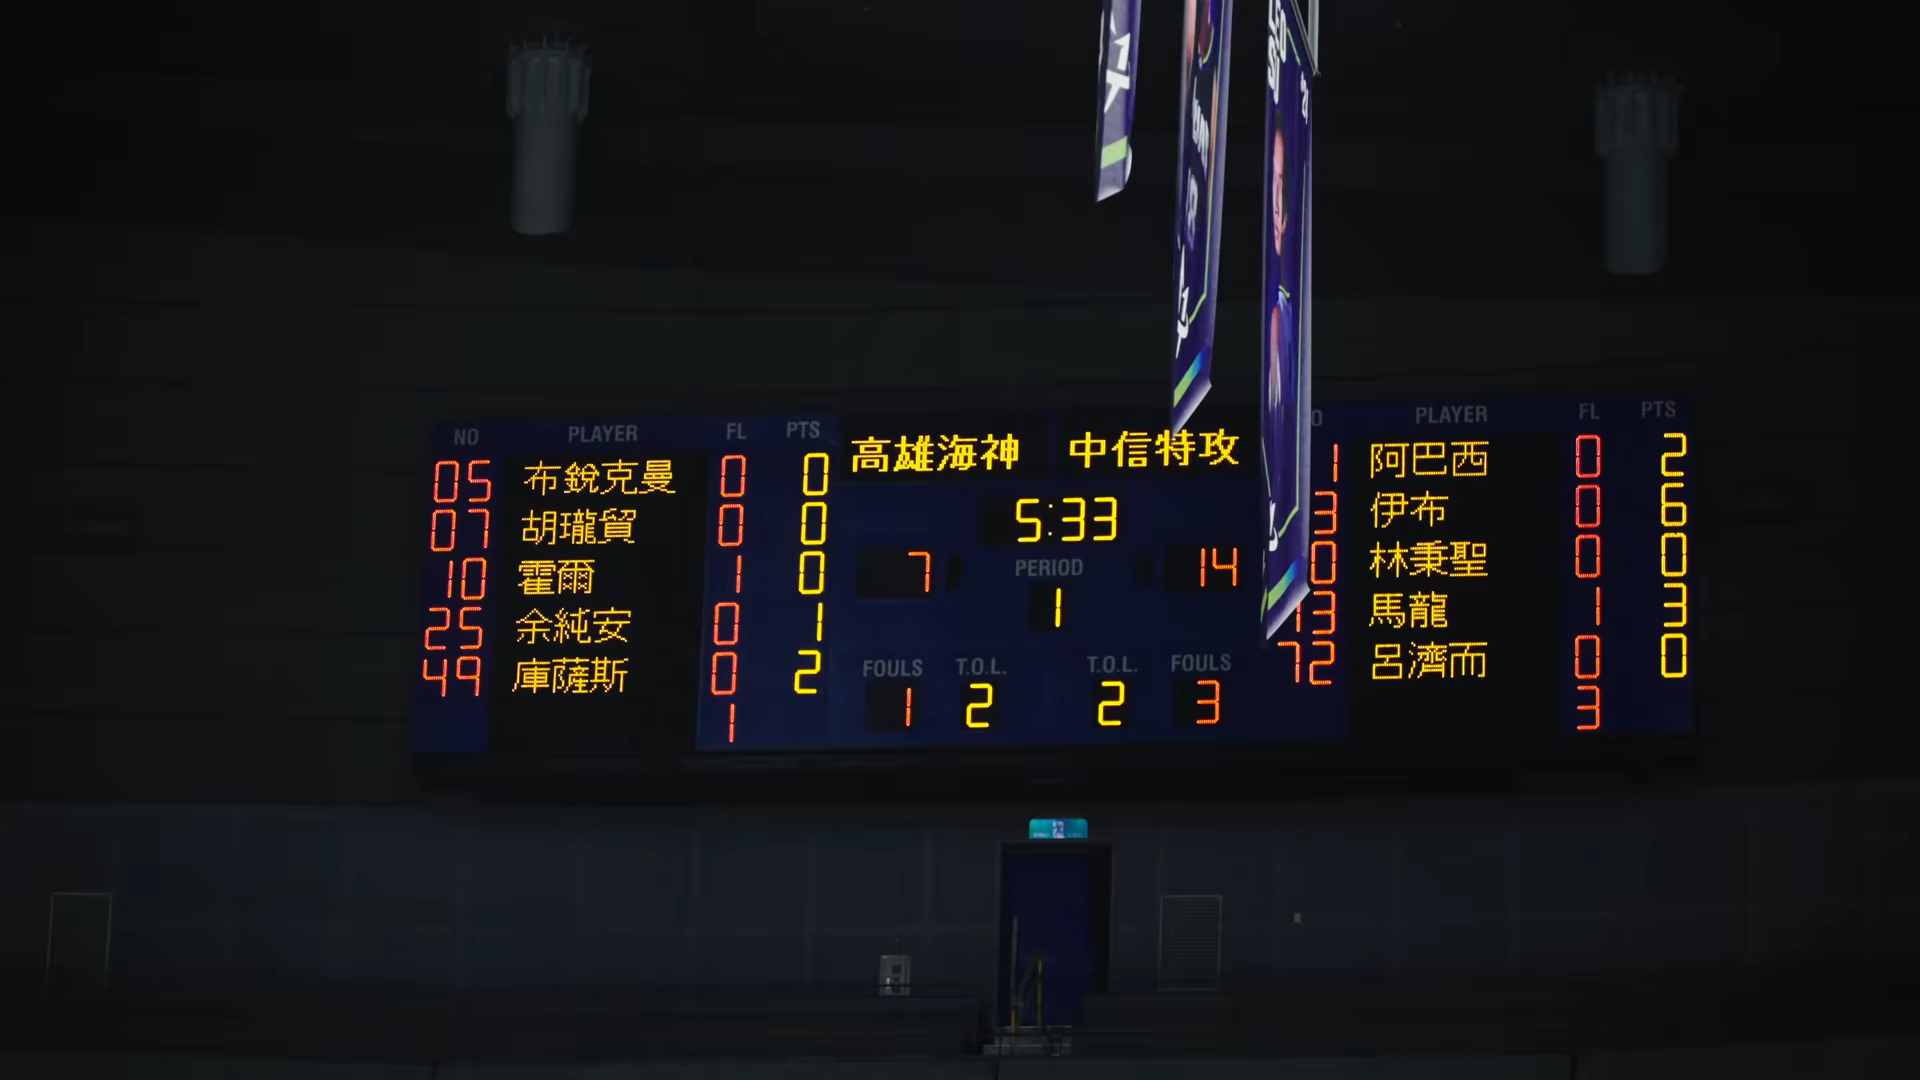 NO PLAYER FL PTS
05 布銳克曼 0 0
07 胡瓏貿 0 0
10 霍爾 1 0
25 余純安 0 1
49 庫薩斯 0 2
1
高雄海神 中信特攻
5:33
7 PERIOD 14
1
FOULS T.O.L. T.O.L. FOULS
1 2 2 3
PLAYER FL PTS
1 阿巴西 0 2
3 伊布 0 6
0 林秉聖 0 0
13 馬龍 1 3
72 呂濟而 0 0
3